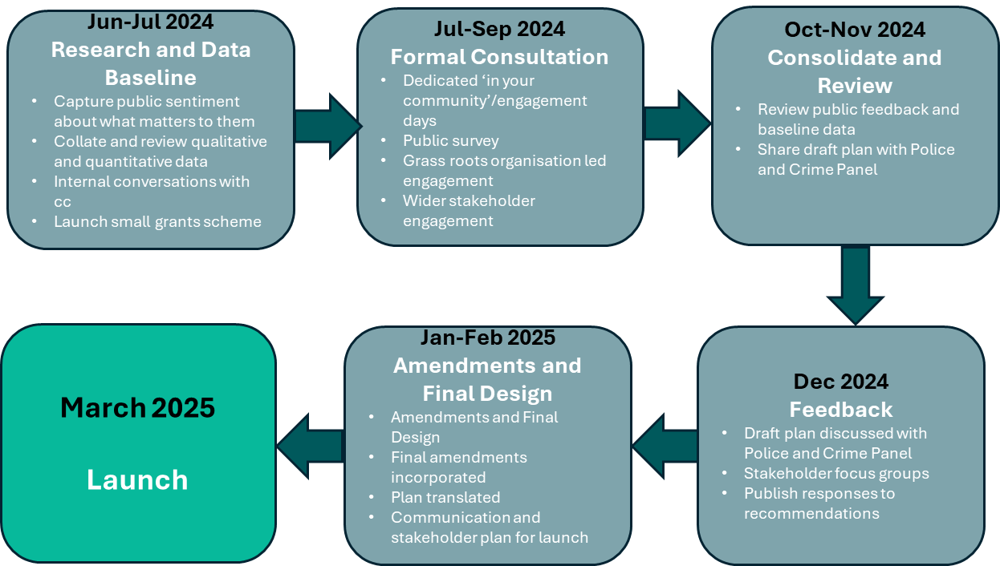 Jun-Jul 2024
Research and Data
Baseline
• Capture public sentiment
about what matters to them
• Collate and review qualitative
and quantitative data
• Internal conversations with
cc
• Launch small grants scheme
Jul-Sep 2024
Formal Consultation
• Dedicated ‘in your
community’/engagement
days
• Public survey
• Grass roots organisation led
engagement
• Wider stakeholder
engagement
Oct-Nov 2024
Consolidate and
Review
• Review public feedback and
baseline data
• Share draft plan with Police
and Crime Panel
Dec 2024
Feedback
• Draft plan discussed with
Police and Crime Panel
• Stakeholder focus groups
• Publish responses to
recommendations
Jan-Feb 2025
Amendments and
Final Design
• Amendments and Final
Design
• Final amendments
incorporated
• Plan translated
• Communication and
stakeholder plan for launch
March 2025
Launch